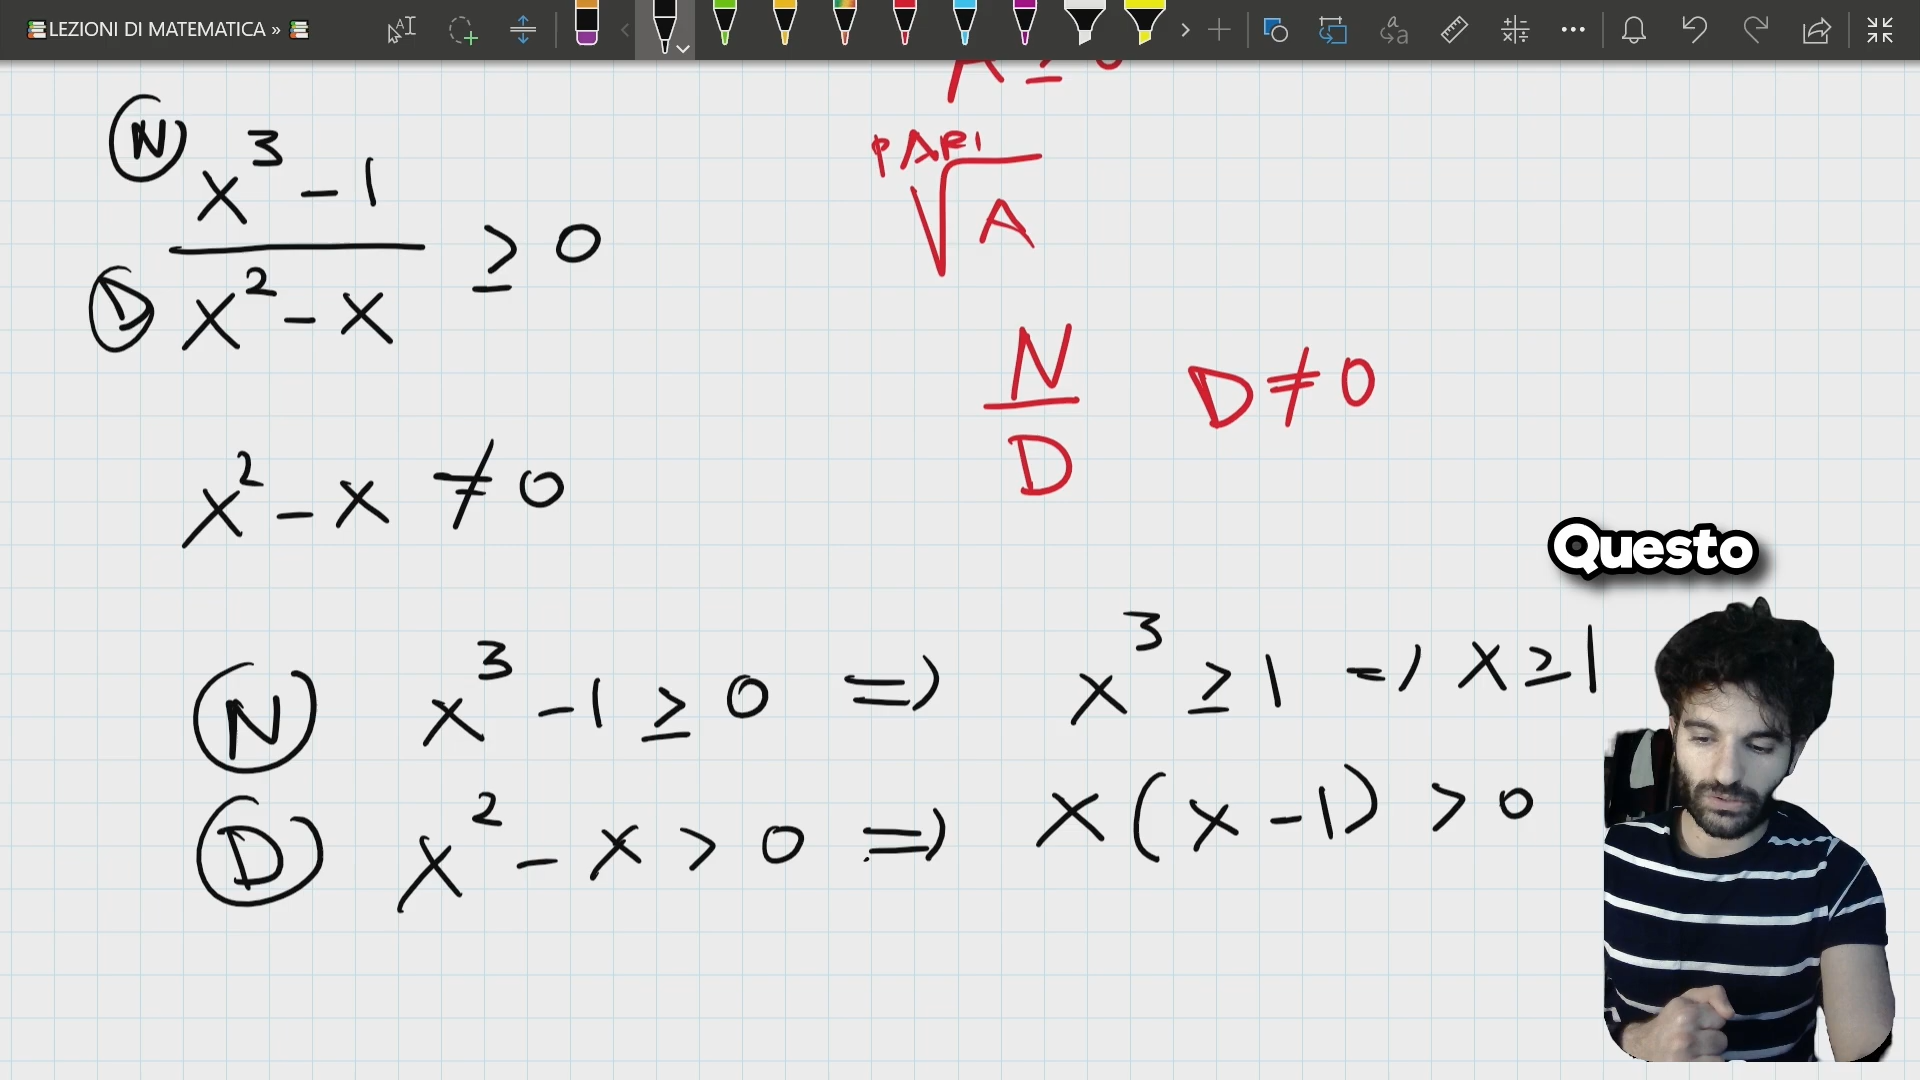 LEZIONI DI MATEMATICA »
N
x³ - 1
D
x² - x
≥ 0
A ≥ 0
PARI
√A
N
D
D ≠ 0
x² - x ≠ 0
Questo
N x³ - 1 ≥ 0 => x³ ≥ 1 => x ≥ 1
D x² - x > 0 => x(x - 1) > 0